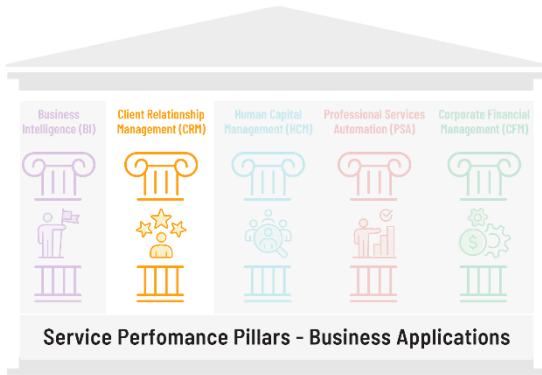 Business
Intelligence (BI)
Client Relationship
Management (CRM)
Human Capital
Management (HCM)
Professional Services
Automation (PSA)
Corporate Financial
Management (CFM)
$
Service Perfomance Pillars - Business Applications